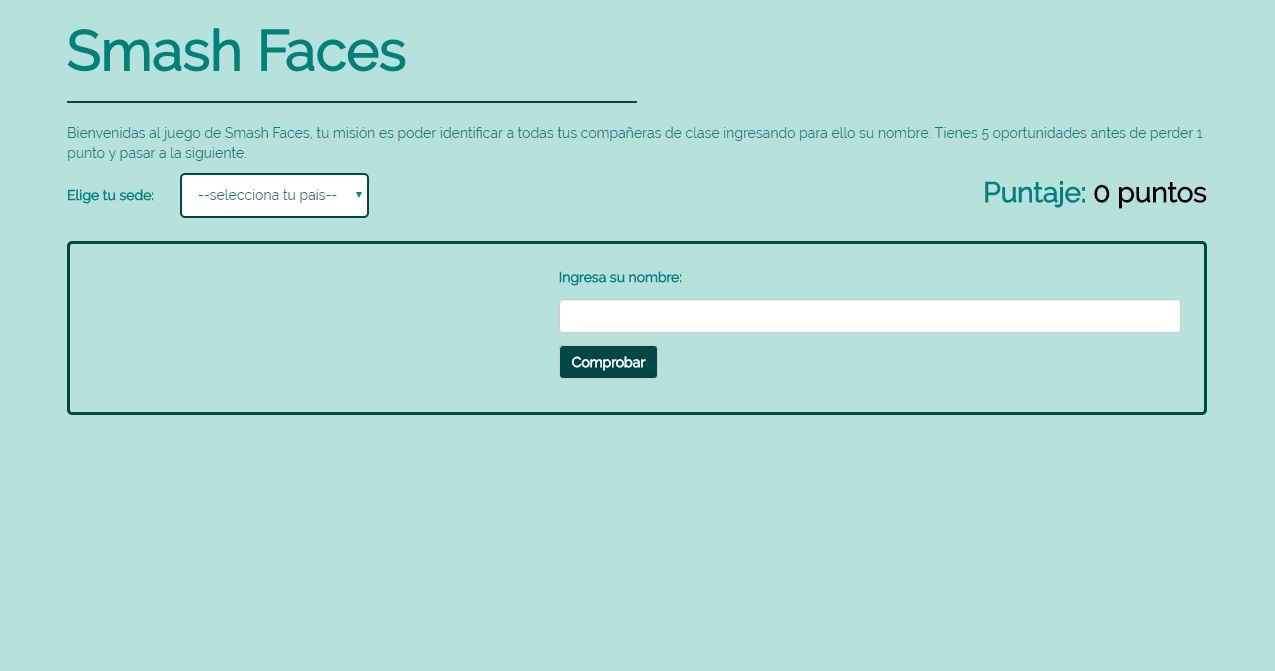 Smash Faces
Bienvenidas al juego de Smash Faces, tu misión es poder identificar a todas tus compañeras de clase ingresando para ello su nombre. Tienes 5 oportunidades antes de perder 1
punto y pasar a la siguiente.
Elige tu sede: --selecciona tu país-- Puntaje: 0 puntos
Ingresa su nombre:
Comprobar